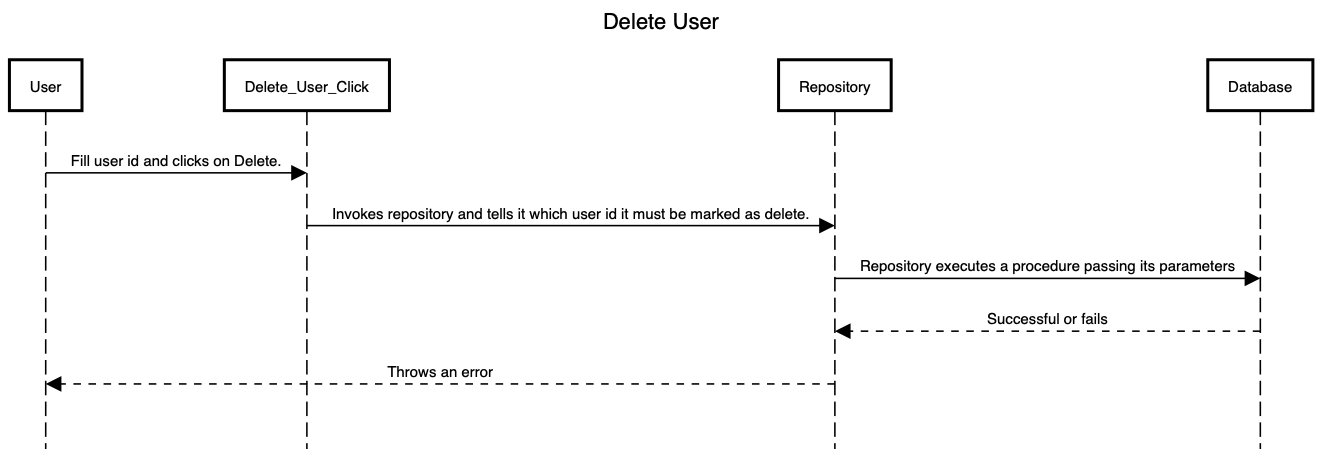 Delete User
User
Delete_User_Click
Repository
Database
Fill user id and clicks on Delete.
Invokes repository and tells it which user id it must be marked as delete.
Repository executes a procedure passing its parameters
Successful or fails
Throws an error